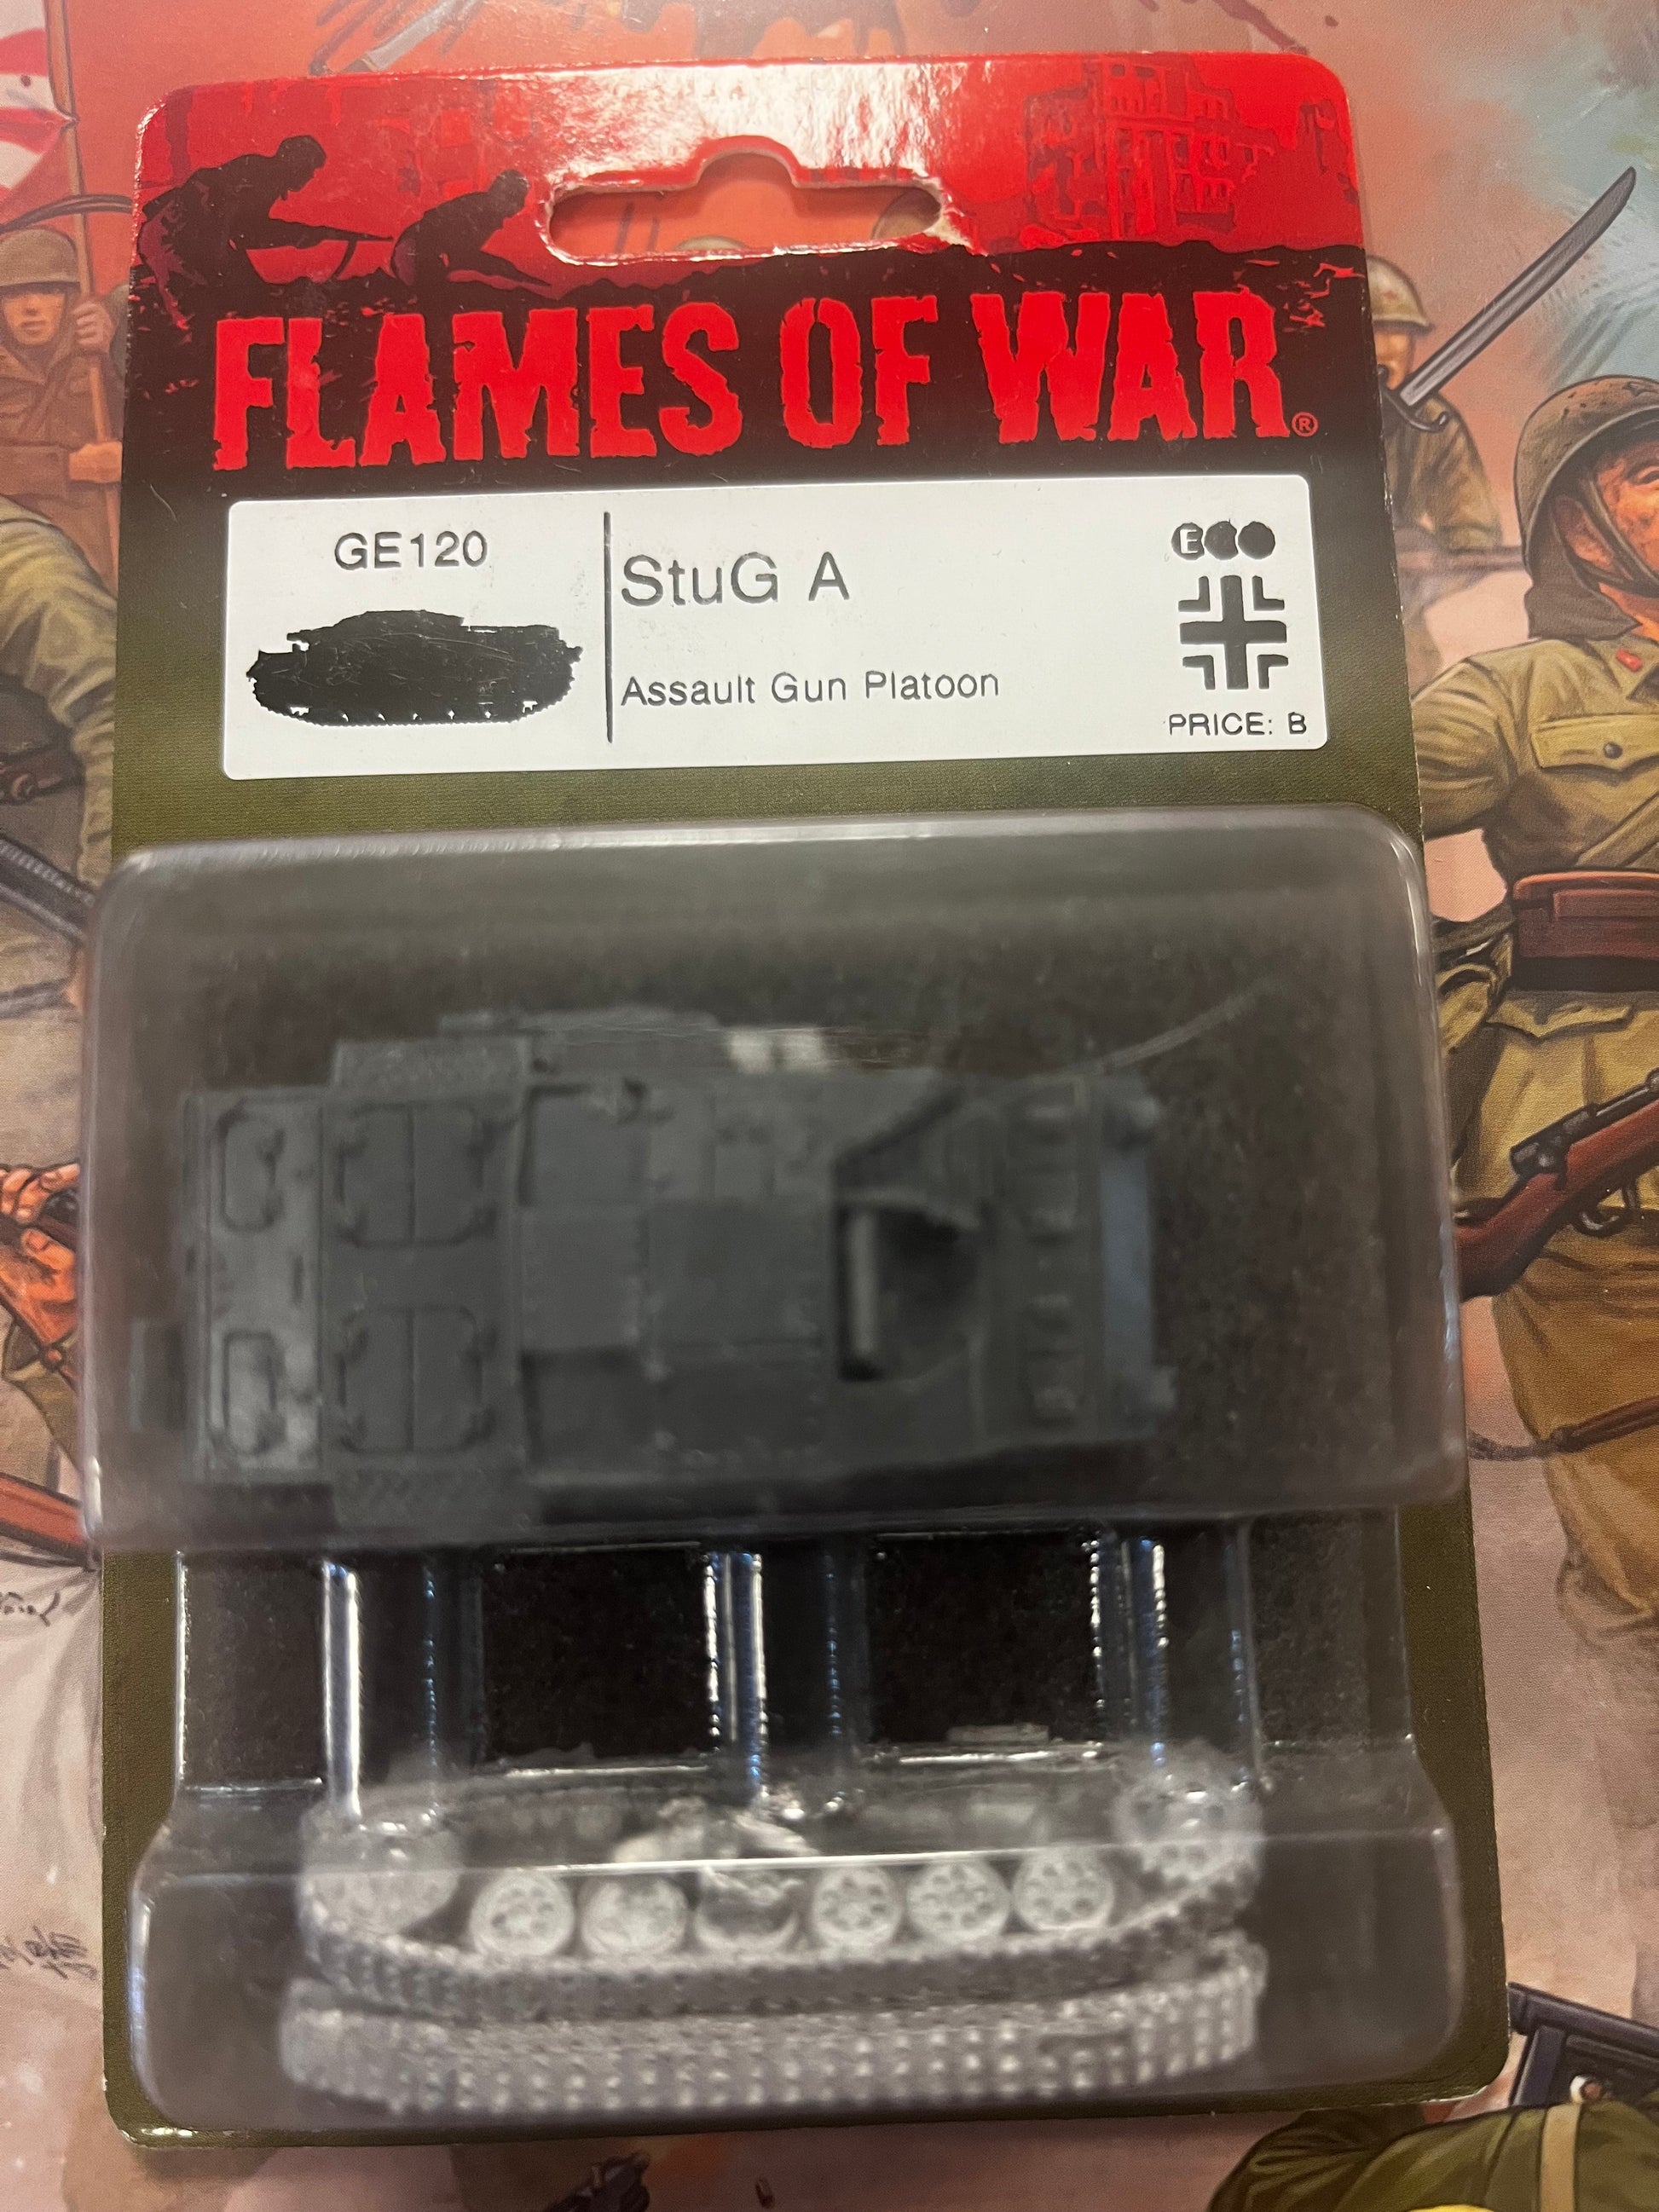 FLAMES OF WAR®
GE120
StuG A
Assault Gun Platoon
E
PRICE: B